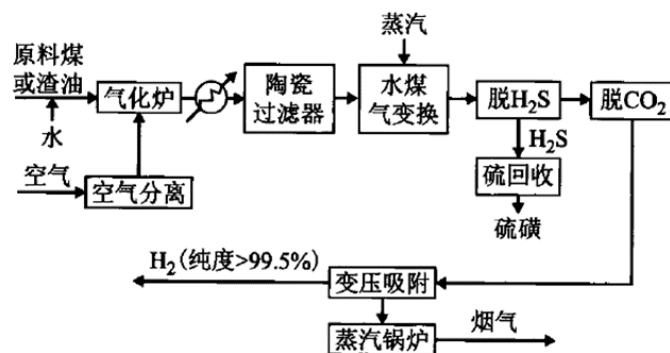 蒸汽
原料煤
或渣油
水
气化炉
陶瓷
过滤器
水煤
气变换
脱H₂S
脱CO₂
H₂S
空气
空气分离
硫回收
硫磺
H₂(纯度>99.5%)
变压吸附
蒸汽锅炉
烟气